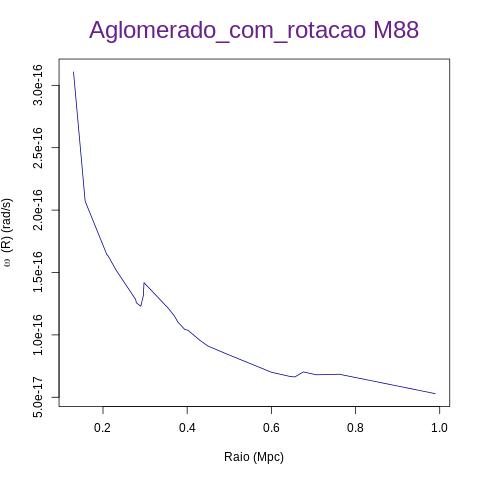 Aglomerado_com_rotacao M88
3.0e-16
2.5e-16
2.0e-16
1.5e-16
1.0e-16
5.0e-17
ω (R) (rad/s)
0.2 0.4 0.6 0.8 1.0
Raio (Mpc)